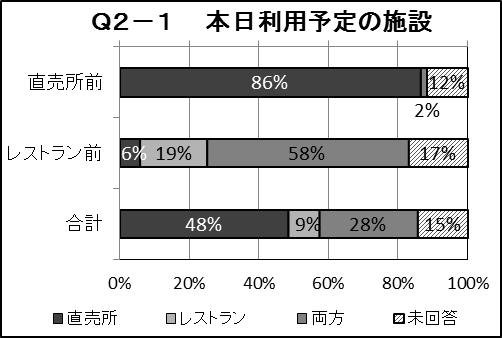 Q2－1　本日利用予定の施設
直売所前 86% 12%
2%
レストラン前 6% 19% 58% 17%
合計 48% 9% 28% 15%
0% 20% 40% 60% 80% 100%
直売所 レストラン 両方 未回答